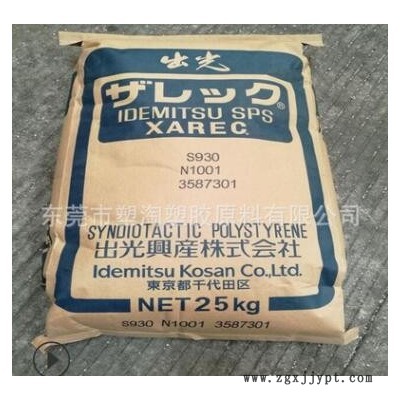 出光
ザレック®
IDEMITSU SPS
XAREC®
S930
N1001
3587301
东莞市塑淘塑胶原料有限公司
SYNDIOTACTIC POLYSTYRENE
出光興産株式会社
Idemitsu Kosan Co.,Ltd.
東京都千代田区
NET 25kg
S930 N1001 3587301
www.zgxjjypt.com